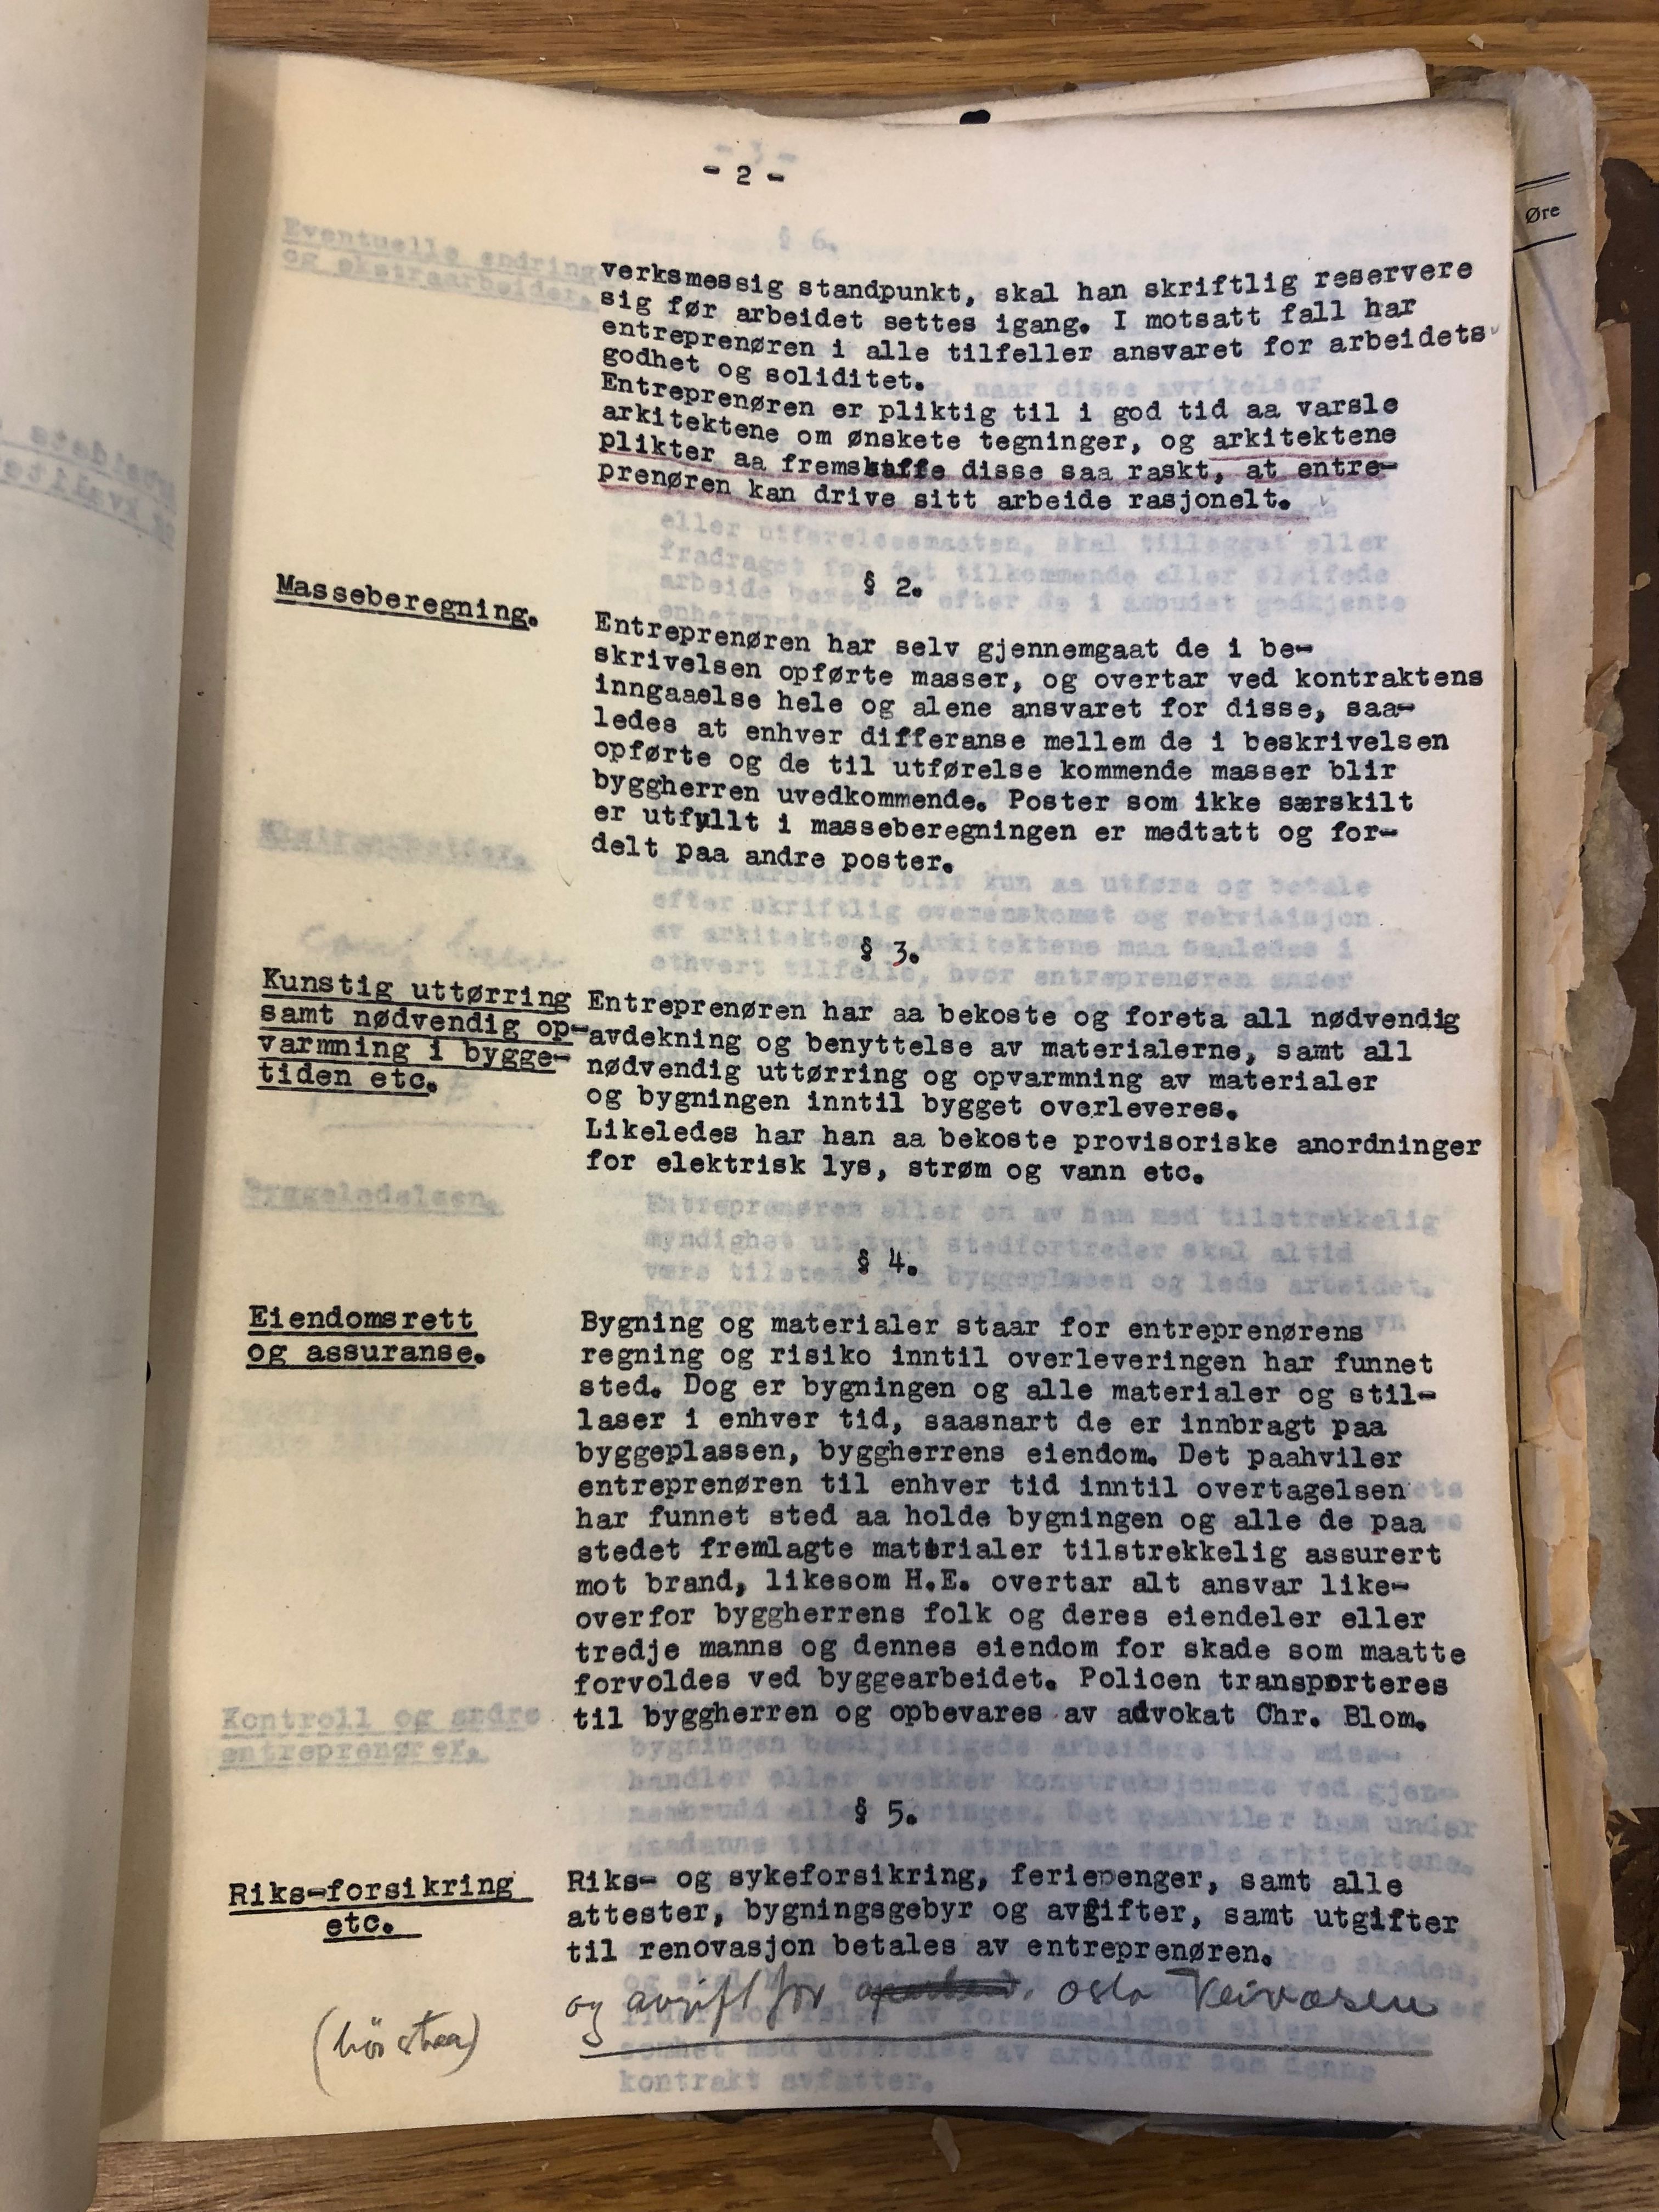 - 2 -
verksmessig standpunkt, skal han skriftlig reservere
sig før arbeidet settes igang. I motsatt fall har
entreprenøren i alle tilfeller ansvaret for arbeidets
godhet og soliditet.
Entreprenøren er pliktig til i god tid aa varsle
arkitektene om ønskete tegninger, og arkitektene
plikter aa fremskaffe disse saa raskt, at entre-
prenøren kan drive sitt arbeide rasjonelt.
§ 2.
Masseberegning.
Entreprenøren har selv gjennemgaat de i be-
skrivelsen opførte masser, og overtar ved kontraktens
inngaaelse hele og alene ansvaret for disse, saa-
ledes at enhver differanse mellem de i beskrivelsen
opførte og de til utførelse kommende masser blir
byggherren uvedkommende. Poster som ikke særskilt
er utfyllt i masseberegningen er medtatt og for-
delt paa andre poster.
§ 3.
Kunstig uttørring
samt nødvendig op-
varmning i bygge-
tiden etc.
Entreprenøren har aa bekoste og foreta all nødvendig
avdekning og benyttelse av materialerne, samt all
nødvendig uttørring og opvarmning av materialer
og bygningen inntil bygget overleveres.
Likeledes har han aa bekoste provisoriske anordninger
for elektrisk lys, strøm og vann etc.
§ 4.
Eiendomsrett
og assuranse.
Bygning og materialer staar for entreprenørens
regning og risiko inntil overleveringen har funnet
sted. Dog er bygningen og alle materialer og stil-
laser i enhver tid, saasnart de er innbragt paa
byggeplassen, byggherrens eiendom. Det paahviler
entreprenøren til enhver tid inntil overtagelsen
har funnet sted aa holde bygningen og alle de paa
stedet fremlagte materialer tilstrekkelig assurert
mot brand, likesom H.E. overtar alt ansvar like-
overfor byggherrens folk og deres eiendeler eller
tredje manns og dennes eiendom for skade som maatte
forvoldes ved byggearbeidet. Policen transporteres
til byggherren og opbevares av advokat Chr. Blom.
§ 5.
Riks-forsikring
etc.
Riks- og sykeforsikring, feriepenger, samt alle
attester, bygningsgebyr og avgifter, samt utgifter
til renovasjon betales av entreprenøren.
og avgift for Oslo Veivæsen
Øre